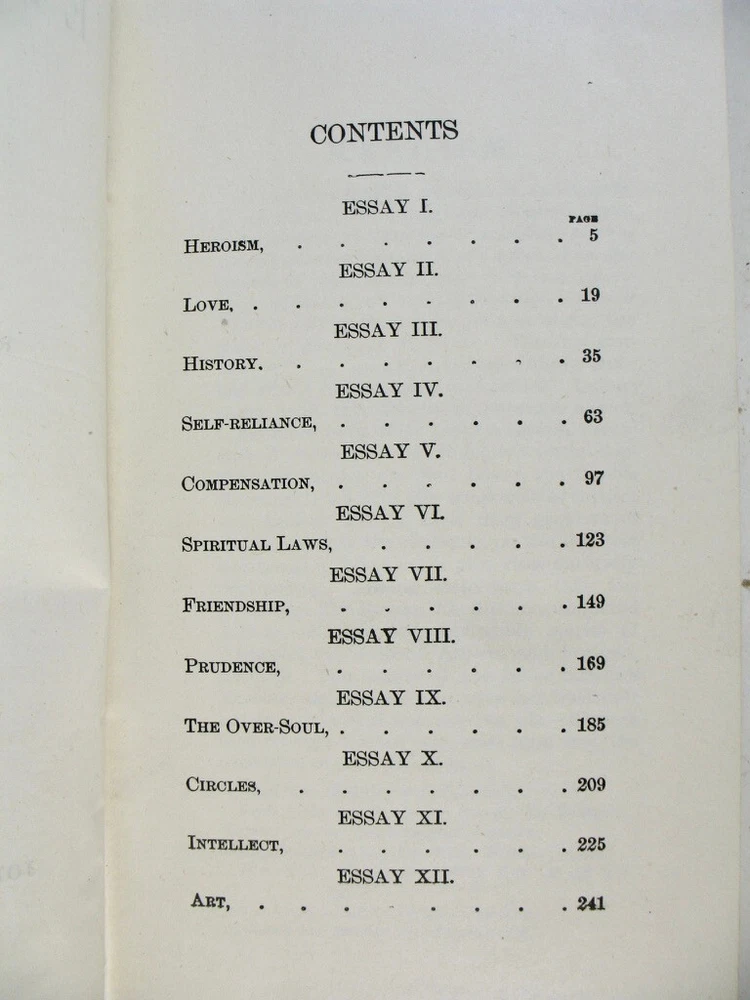 CONTENTS
ESSAY I.
PAGE
HEROISM, . . . . . . . 5
ESSAY II.
LOVE, . . . . . . . . 19
ESSAY III.
HISTORY. . . . . . . . 35
ESSAY IV.
SELF-RELIANCE, . . . . . . 63
ESSAY V.
COMPENSATION, . . . . . . 97
ESSAY VI.
SPIRITUAL LAWS, . . . . . 123
ESSAY VII.
FRIENDSHIP, . . . . . . 149
ESSAY VIII.
PRUDENCE, . . . . . . 169
ESSAY IX.
THE OVER-SOUL, . . . . . . 185
ESSAY X.
CIRCLES, . . . . . . . 209
ESSAY XI.
INTELLECT, . . . . . . 225
ESSAY XII.
ART, . . . . . . . . 241